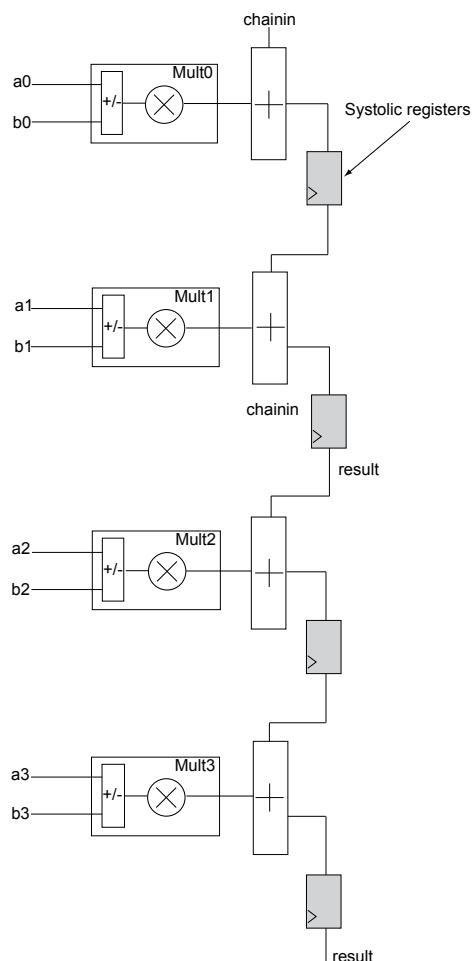 chainin
Mult0
a0
+/-
b0
Systolic registers
Mult1
a1
+/-
b1
chainin
result
Mult2
a2
+/-
b2
Mult3
a3
+/-
b3
result